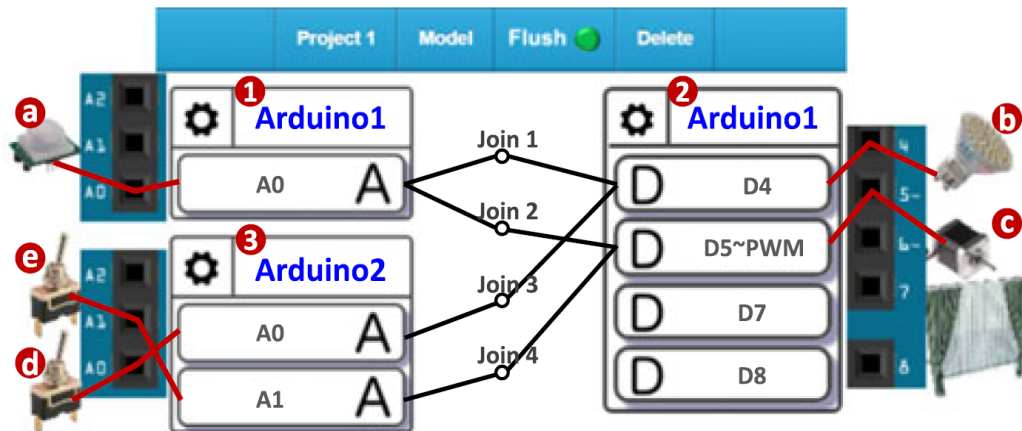 Project 1 Model Flush Delete
a
A2
A1
A0
1 Arduino1
A0 A
Join 1
Join 2
2 Arduino1
D D4
D D5~PWM
D D7
D D8
4
5~
6~
7
8
b
c
e
d
A2
A1
A0
3 Arduino2
A0 A
A1 A
Join 3
Join 4